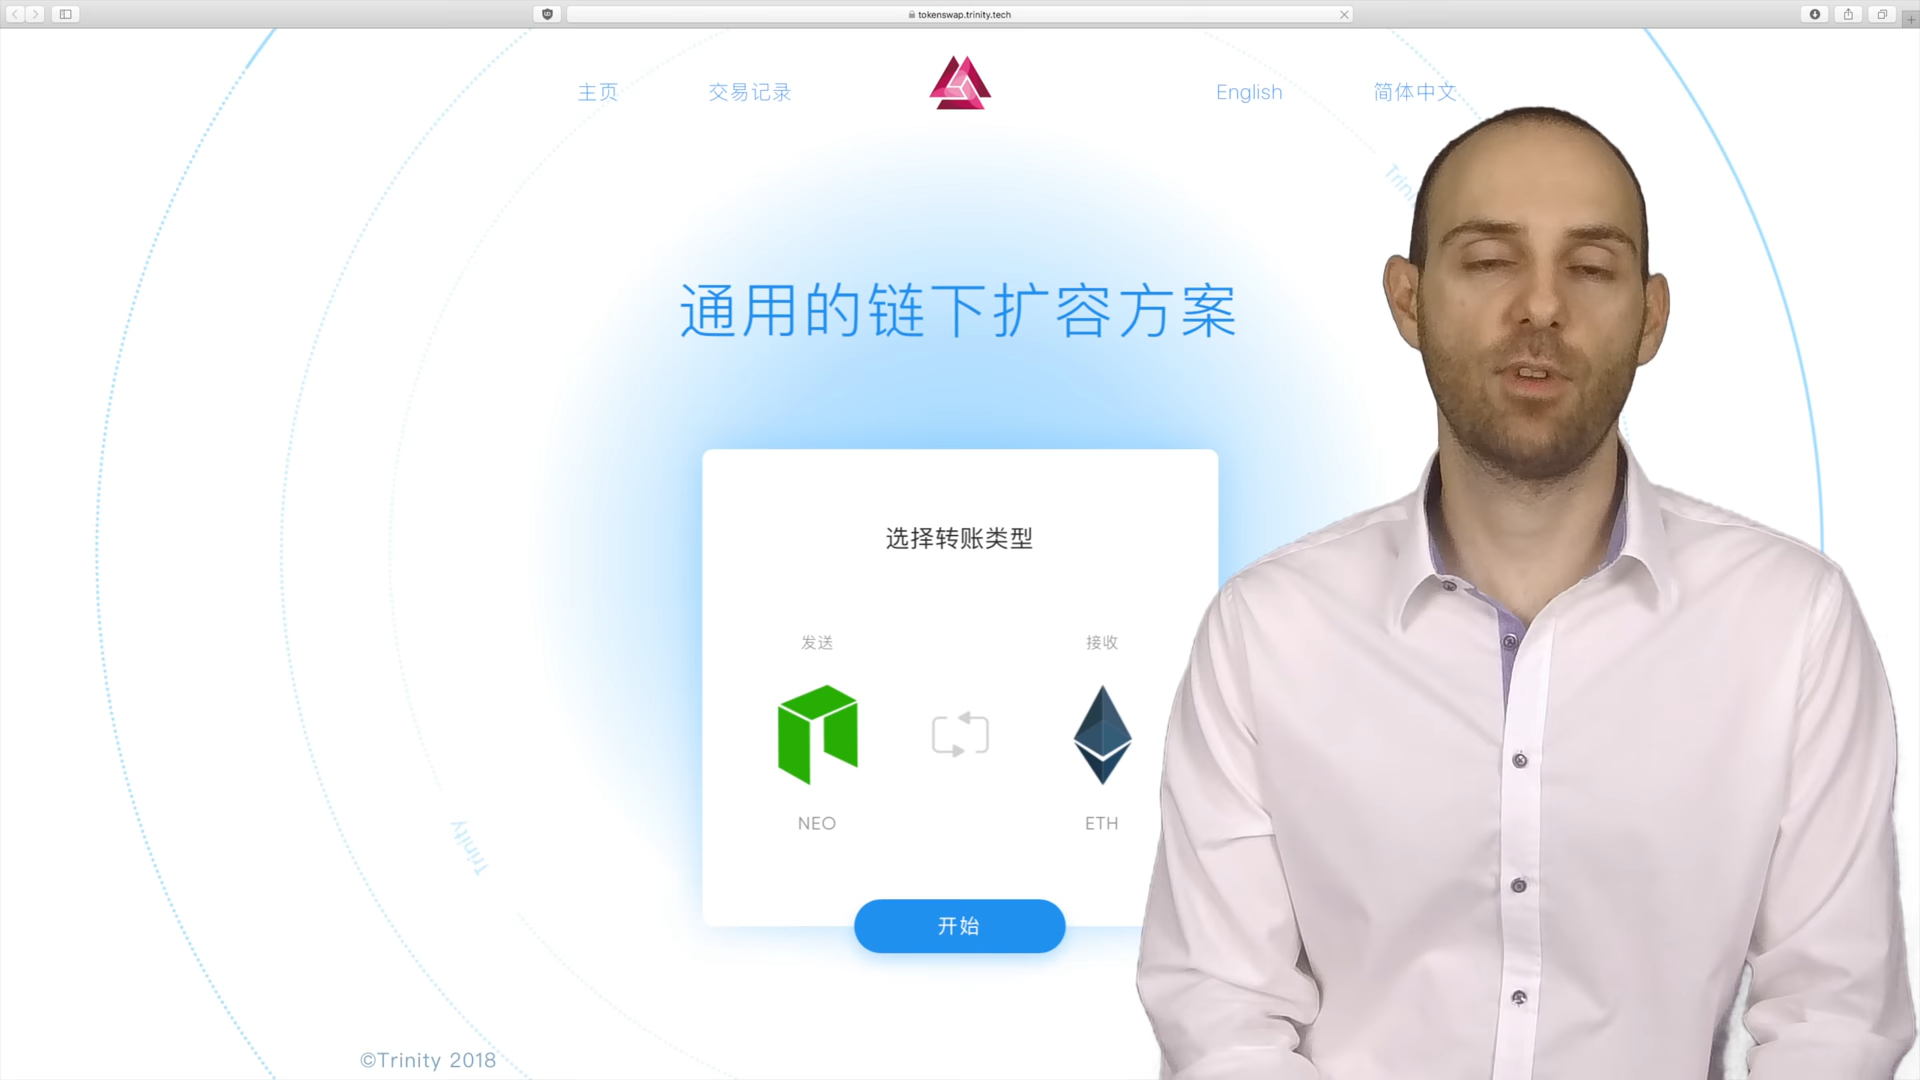 tokenswap.trinity.tech
主页
交易记录
English
简体中文
通用的链下扩容方案
选择转账类型
发送
接收
NEO
ETH
开始
Trinity
©Trinity 2018